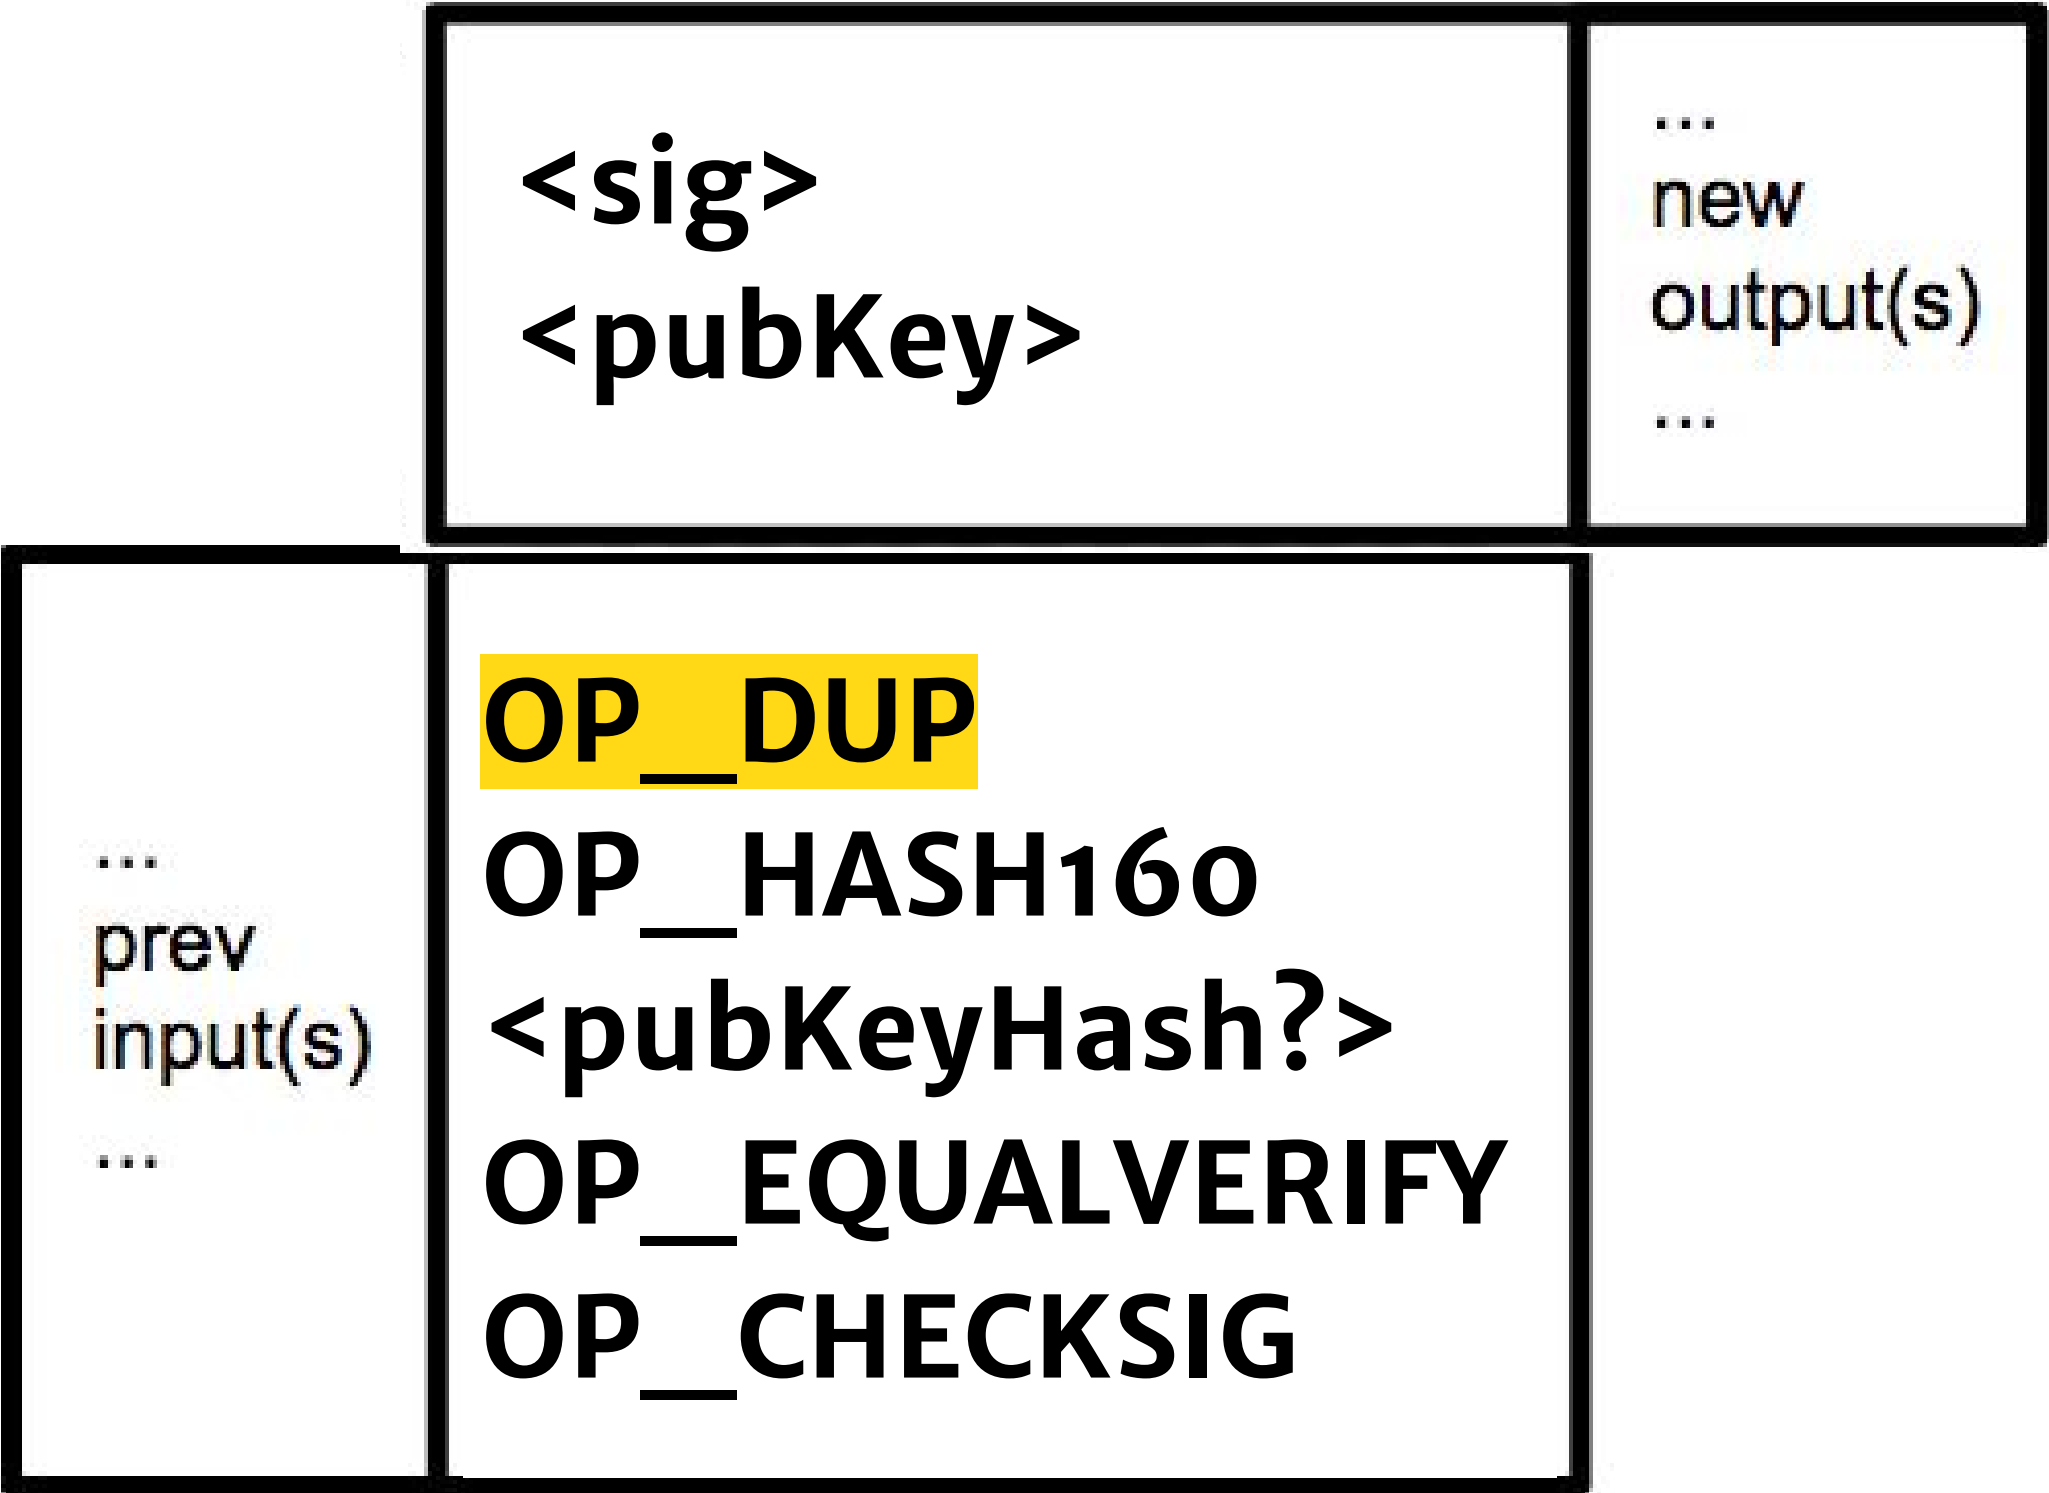 <sig>
<pubKey>
...
new
output(s)
...
...
prev
input(s)
...
OP_DUP
OP_HASH160
<pubKeyHash?>
OP_EQUALVERIFY
OP_CHECKSIG